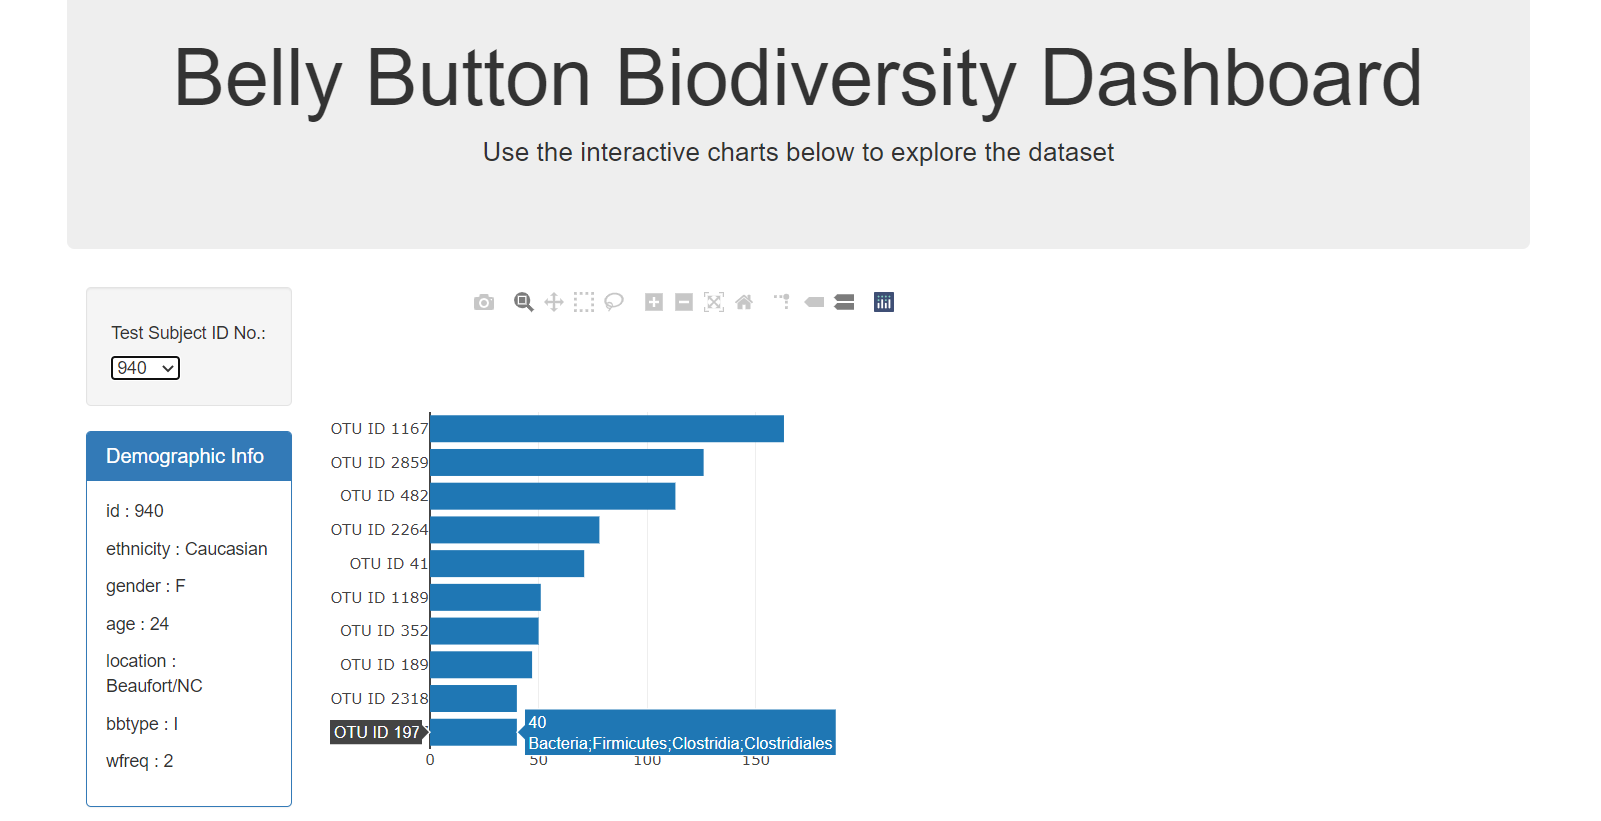 Belly Button Biodiversity Dashboard
Use the interactive charts below to explore the dataset
Test Subject ID No.:
940
Demographic Info
id : 940
ethnicity : Caucasian
gender : F
age : 24
location :
Beaufort/NC
bbtype : I
wfreq : 2
OTU ID 1167
OTU ID 2859
OTU ID 482
OTU ID 2264
OTU ID 41
OTU ID 1189
OTU ID 352
OTU ID 189
OTU ID 2318
OTU ID 197
40
Bacteria;Firmicutes;Clostridia;Clostridiales
0 50 100 150